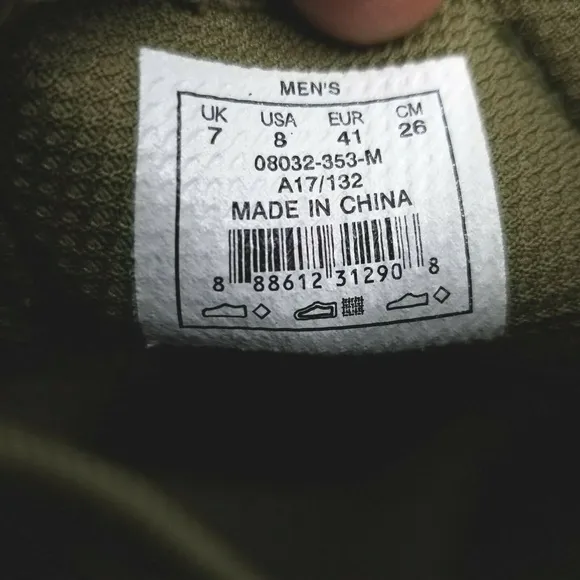 MEN'S
UK USA EUR CM
7 8 41 26
08032-353-M
A17/132
MADE IN CHINA
8 88612 31290 8